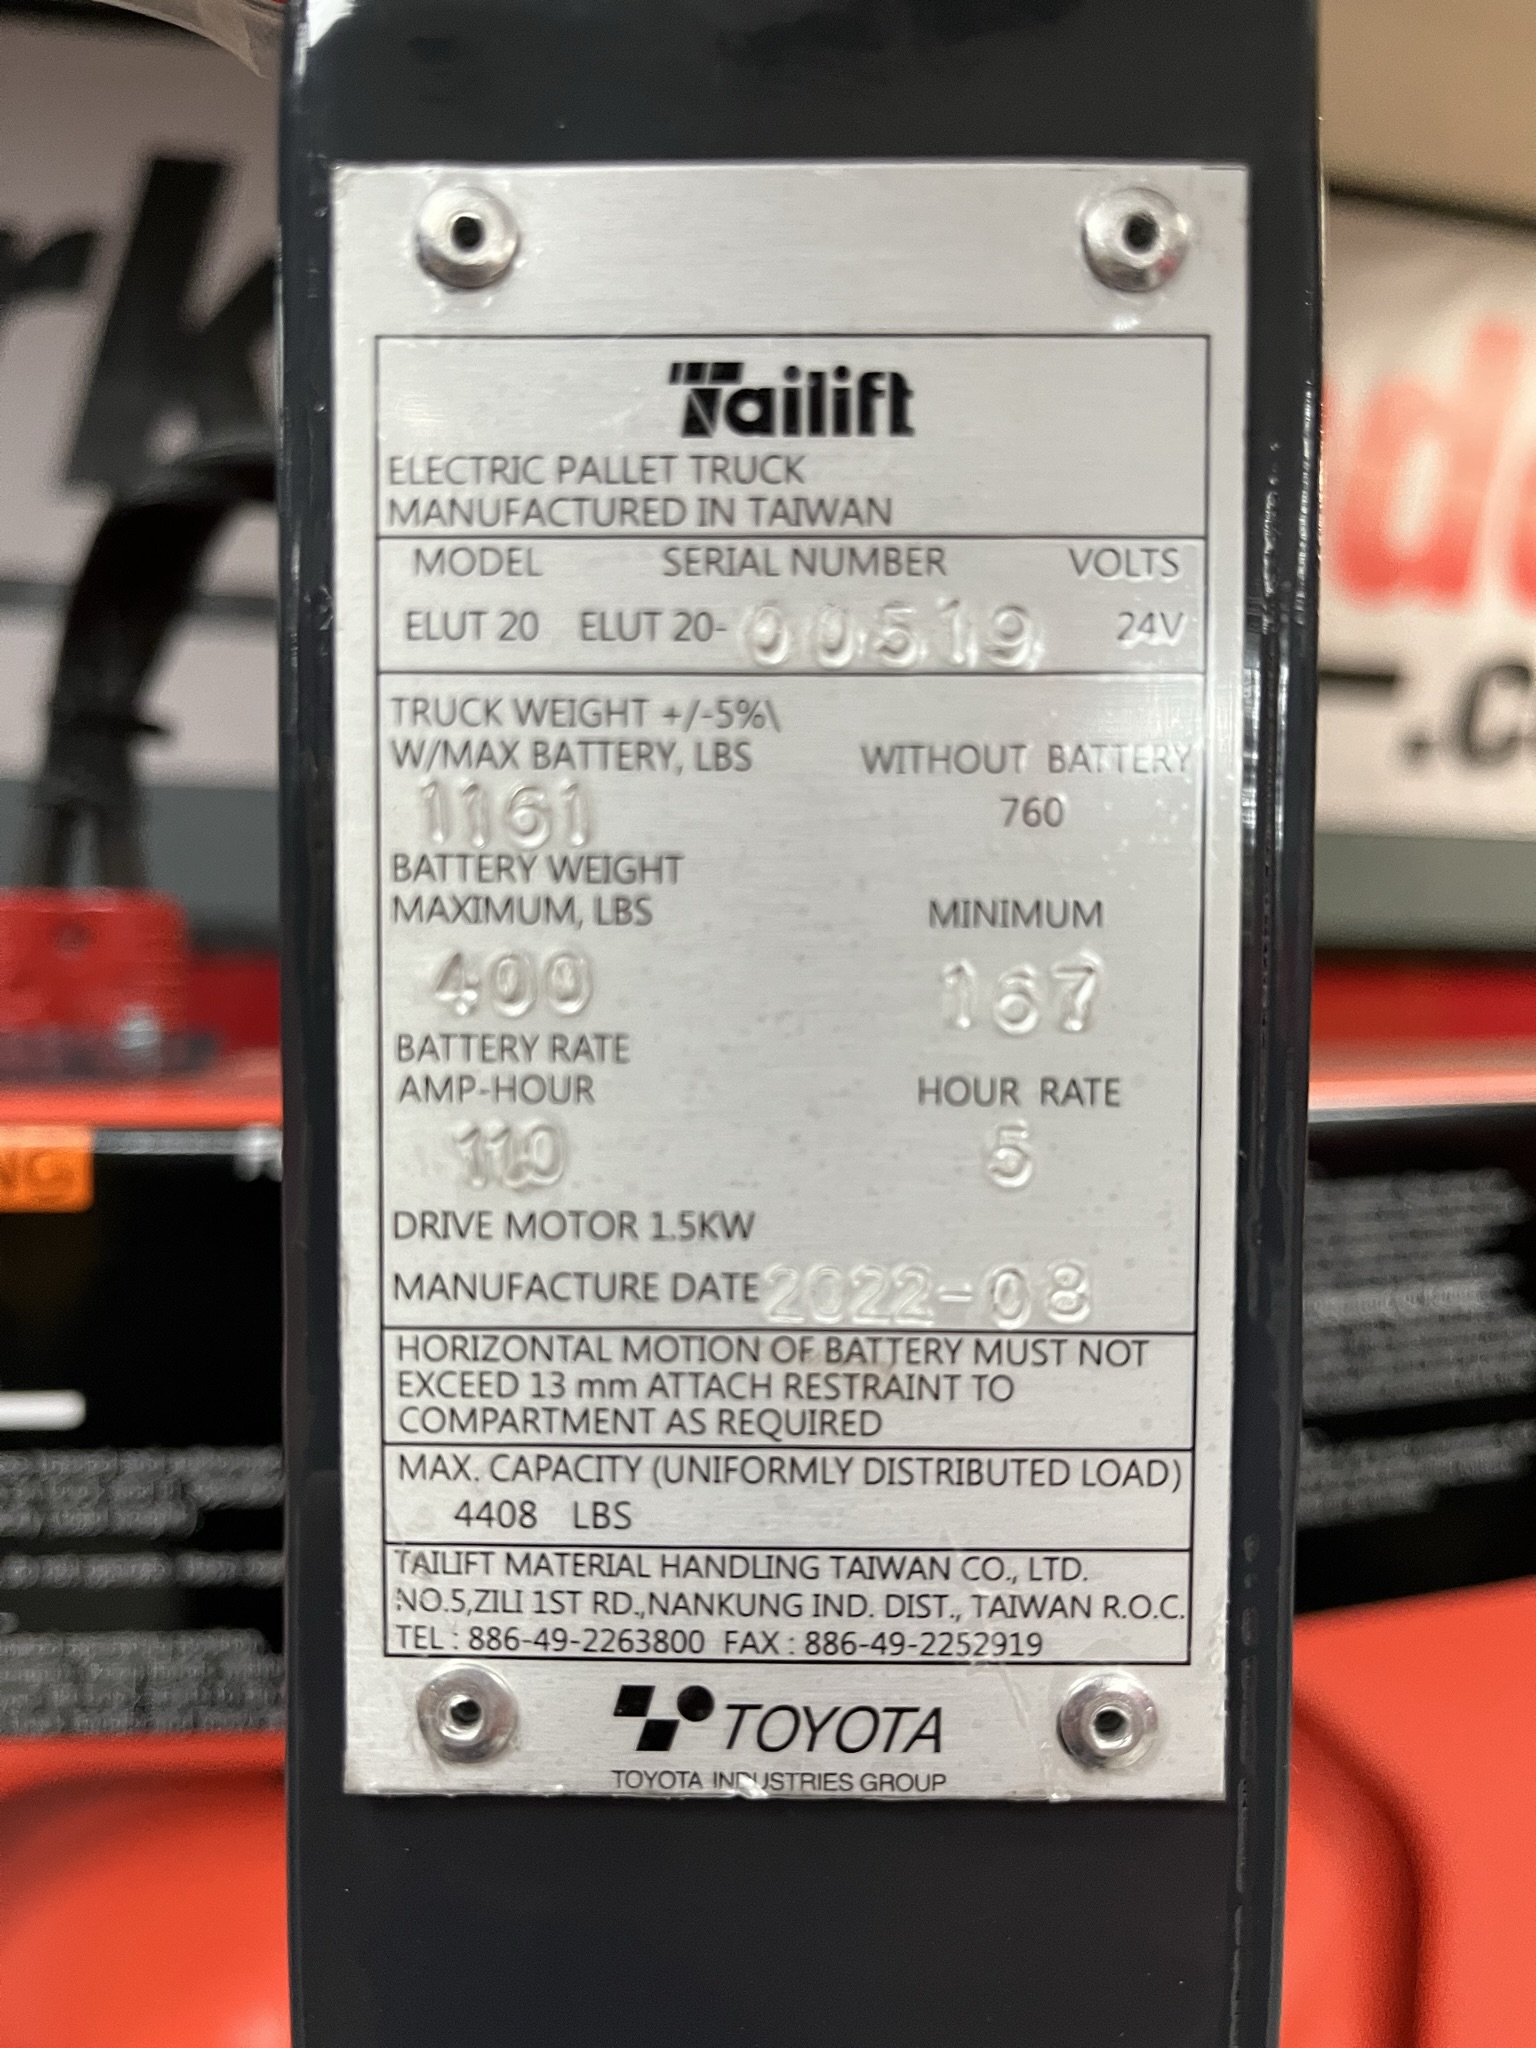 Tailift
ELECTRIC PALLET TRUCK
MANUFACTURED IN TAIWAN
MODEL SERIAL NUMBER VOLTS
ELUT 20 ELUT 20-00519 24V
TRUCK WEIGHT +/-5%\
W/MAX BATTERY, LBS WITHOUT BATTERY
1161 760
BATTERY WEIGHT
MAXIMUM, LBS MINIMUM
400 167
BATTERY RATE
AMP-HOUR HOUR RATE
110 5
DRIVE MOTOR 1.5KW
MANUFACTURE DATE 2022-08
HORIZONTAL MOTION OF BATTERY MUST NOT
EXCEED 13 mm ATTACH RESTRAINT TO
COMPARTMENT AS REQUIRED
MAX. CAPACITY (UNIFORMLY DISTRIBUTED LOAD)
4408 LBS
TAILIFT MATERIAL HANDLING TAIWAN CO., LTD.
NO.5,ZILI 1ST RD.,NANKUNG IND. DIST., TAIWAN R.O.C.
TEL : 886-49-2263800 FAX : 886-49-2252919
TOYOTA
TOYOTA INDUSTRIES GROUP